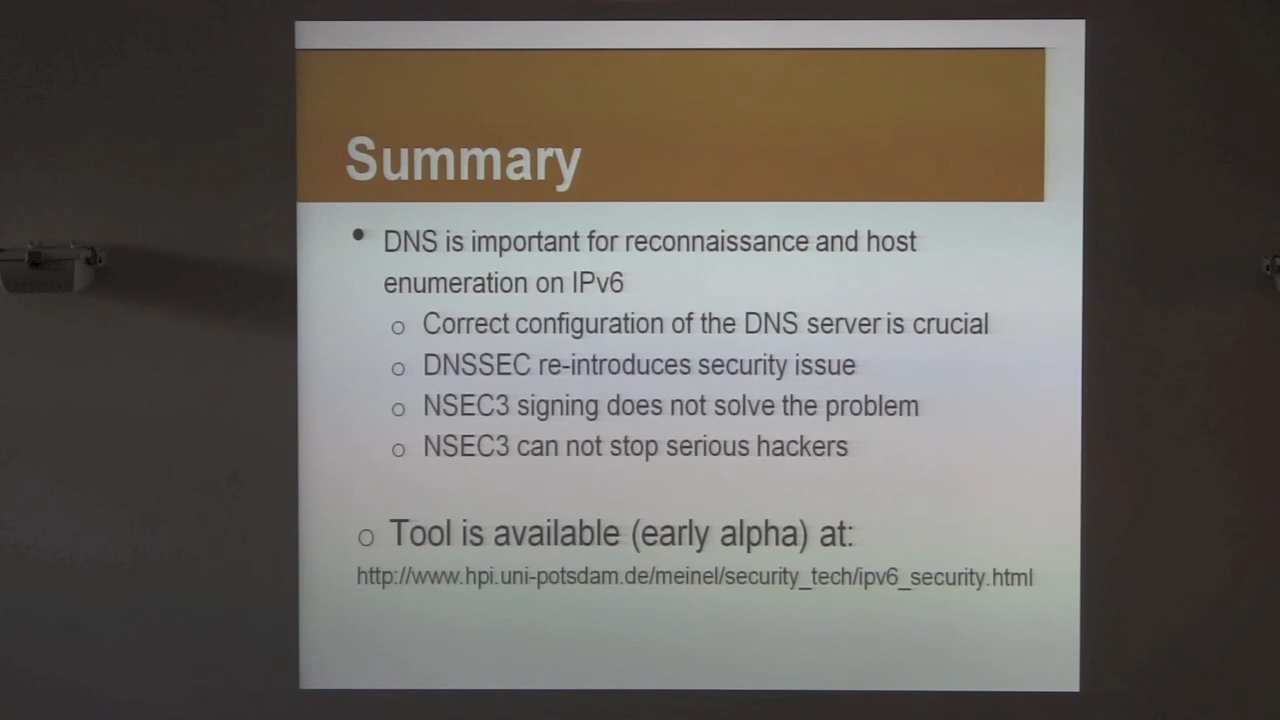 Summary
• DNS is important for reconnaissance and host
enumeration on IPv6
o Correct configuration of the DNS server is crucial
o DNSSEC re-introduces security issue
o NSEC3 signing does not solve the problem
o NSEC3 can not stop serious hackers
o Tool is available (early alpha) at:
http://www.hpi.uni-potsdam.de/meinel/security_tech/ipv6_security.html